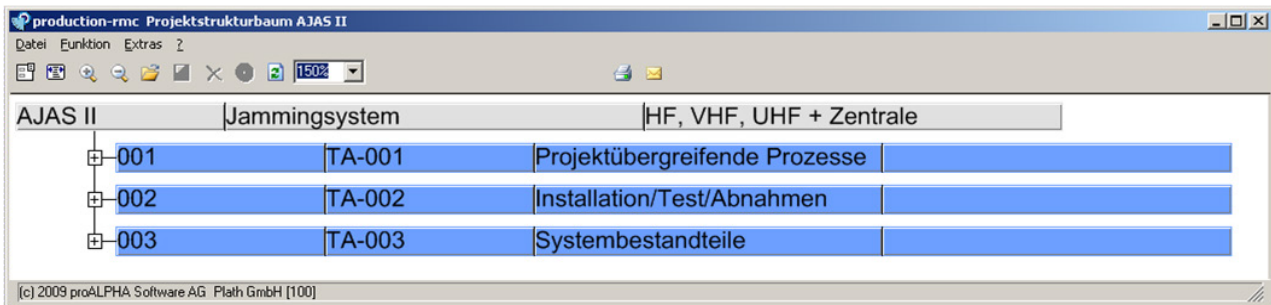 production-rmc Projektstrukturbaum AJAS II
Datei Funktion Extras ?
150%
AJAS II Jammingsystem HF, VHF, UHF + Zentrale
001 TA-001 Projektübergreifende Prozesse
002 TA-002 Installation/Test/Abnahmen
003 TA-003 Systembestandteile
(c) 2009 proALPHA Software AG Plath GmbH [100]